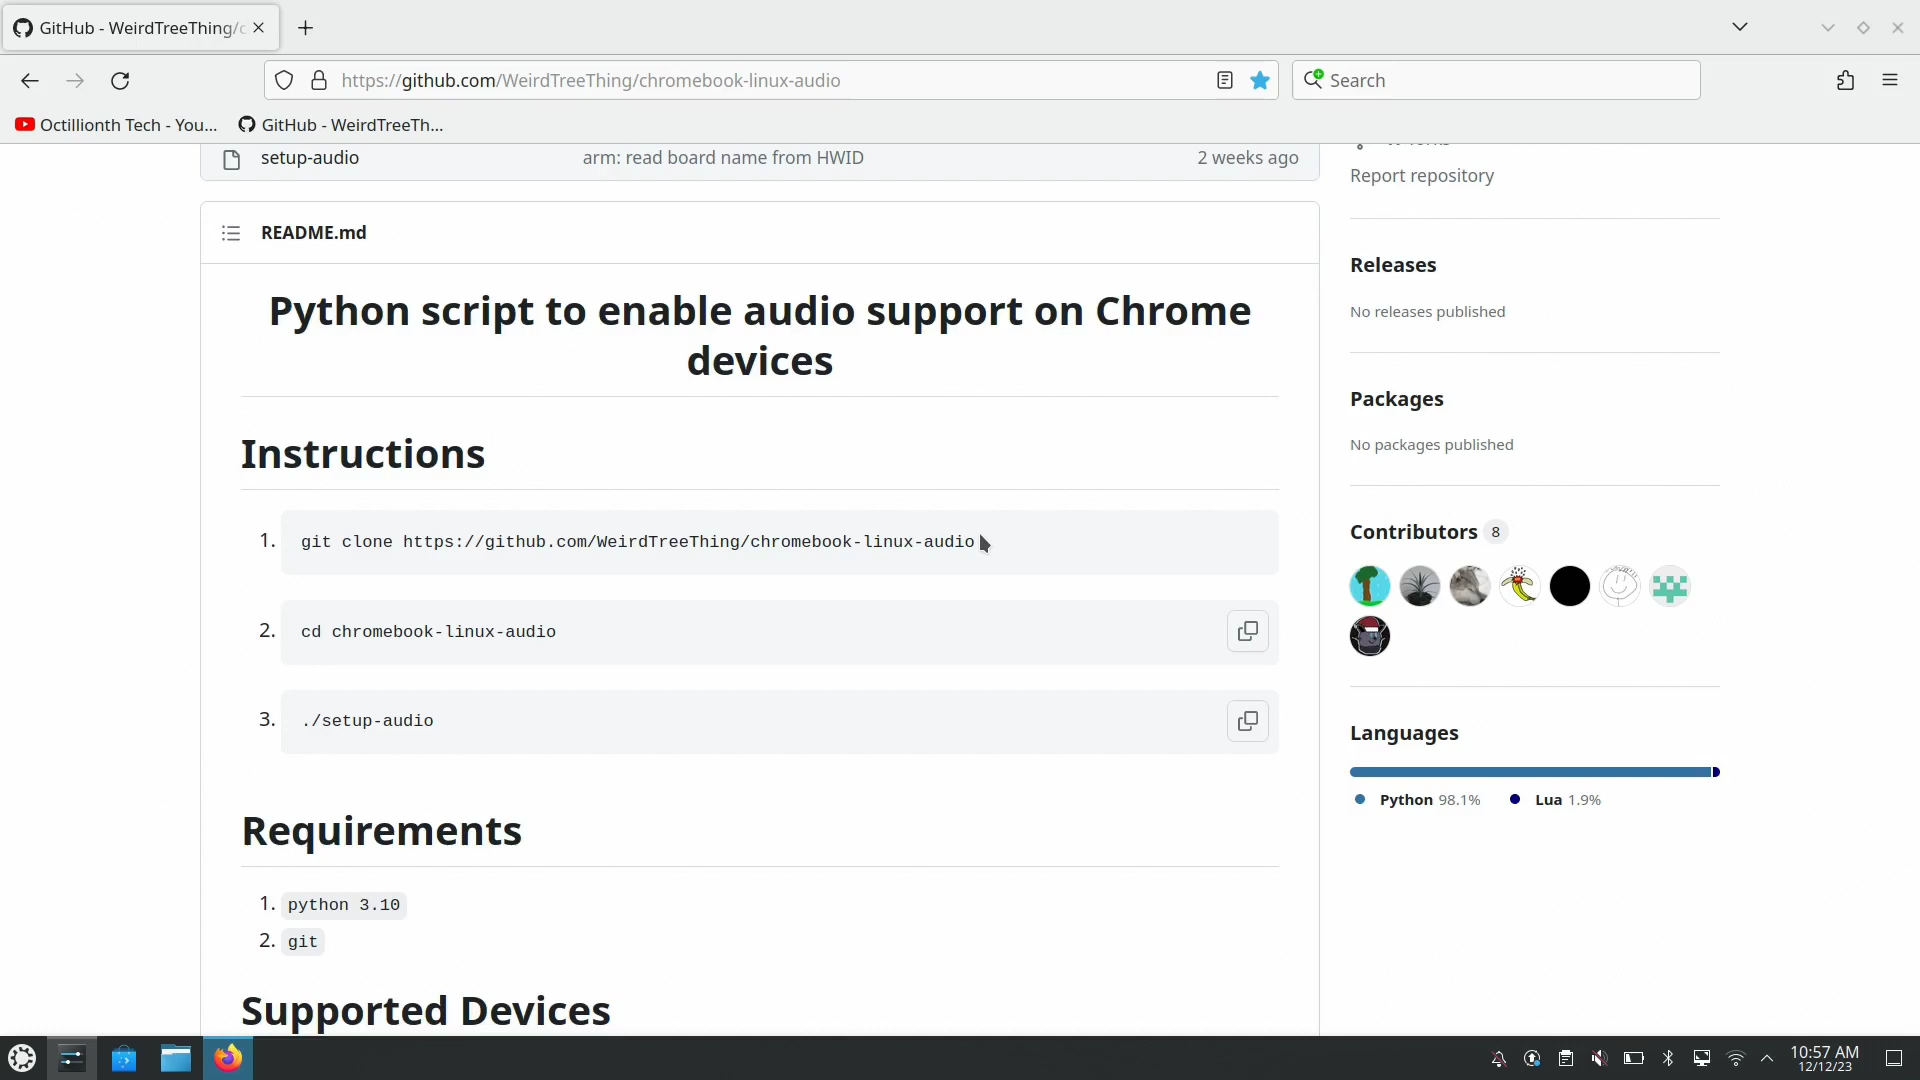 GitHub - WeirdTreeThing/c
https://github.com/WeirdTreeThing/chromebook-linux-audio
Search
Octillionth Tech - You...
GitHub - WeirdTreeTh...
setup-audio
arm: read board name from HWID
2 weeks ago
Report repository
README.md
Python script to enable audio support on Chrome
devices
Instructions
1. git clone https://github.com/WeirdTreeThing/chromebook-linux-audio
2. cd chromebook-linux-audio
3. ./setup-audio
Requirements
1. python 3.10
2. git
Supported Devices
Releases
No releases published
Packages
No packages published
Contributors 8
Languages
Python 98.1%
Lua 1.9%
10:57 AM
12/12/23